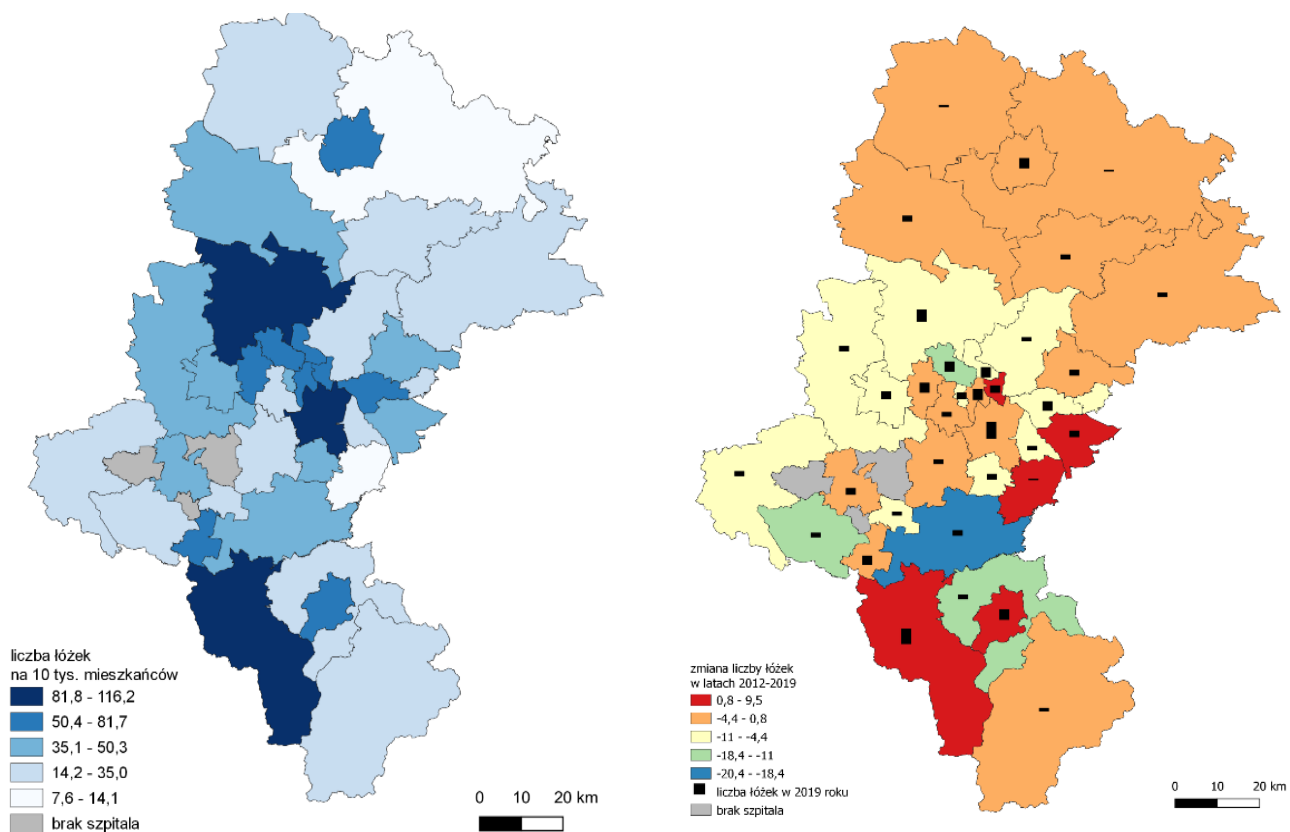 liczba łóżek
na 10 tys. mieszkańców
81,8 - 116,2
50,4 - 81,7
35,1 - 50,3
14,2 - 35,0
7,6 - 14,1
brak szpitala
0 10 20 km
zmiana liczby łóżek
w latach 2012-2019
0,8 - 9,5
-4,4 - 0,8
-11 - -4,4
-18,4 - -11
-20,4 - -18,4
liczba łóżek w 2019 roku
brak szpitala
0 10 20 km